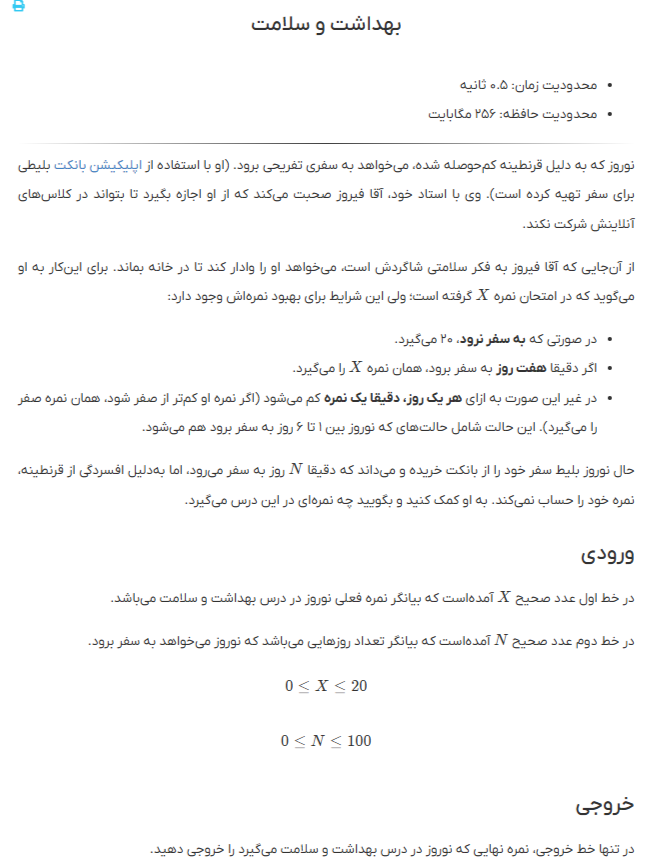 بهداشت و سلامت
محدودیت زمان: ۰.۵ ثانیه
محدودیت حافظه: ۲۵۶ مگابایت
نوروز که به دلیل قرنطینه کم‌حوصله شده، می‌خواهد به سفری تفریحی برود. (او با استفاده از اپلیکیشن بانکت بلیطی
برای سفر تهیه کرده است). وی با استاد خود، آقا فیروز صحبت می‌کند که از او اجازه بگیرد تا بتواند در کلاس‌های
آنلاینش شرکت نکند.
از آن‌جایی که آقا فیروز به فکر سلامتی شاگردش است، می‌خواهد او را وادار کند تا در خانه بماند. برای این‌کار به او
می‌گوید که در امتحان نمره X گرفته است؛ ولی این شرایط برای بهبود نمره‌اش وجود دارد:
در صورتی که به سفر نرود، ۲۰ می‌گیرد.
اگر دقیقا هفت روز به سفر برود، همان نمره X را می‌گیرد.
در غیر این صورت به ازای هر یک روز، دقیقا یک نمره کم می‌شود (اگر نمره او کم‌تر از صفر شود، همان نمره صفر
را می‌گیرد). این حالت شامل حالت‌های که نوروز بین ۱ تا ۶ روز به سفر برود هم می‌شود.
حال نوروز بلیط سفر خود را از بانکت خریده و می‌داند که دقیقا N روز به سفر می‌رود، اما به‌دلیل افسردگی از قرنطینه،
نمره خود را حساب نمی‌کند. به او کمک کنید و بگویید چه نمره‌ای در این درس می‌گیرد.
ورودی
در خط اول عدد صحیح X آمده‌است که بیانگر نمره فعلی نوروز در درس بهداشت و سلامت می‌باشد.
در خط دوم عدد صحیح N آمده‌است که بیانگر تعداد روزهایی می‌باشد که نوروز می‌خواهد به سفر برود.
0 ≤ X ≤ 20
0 ≤ N ≤ 100
خروجی
در تنها خط خروجی، نمره نهایی که نوروز در درس بهداشت و سلامت می‌گیرد را خروجی دهید.